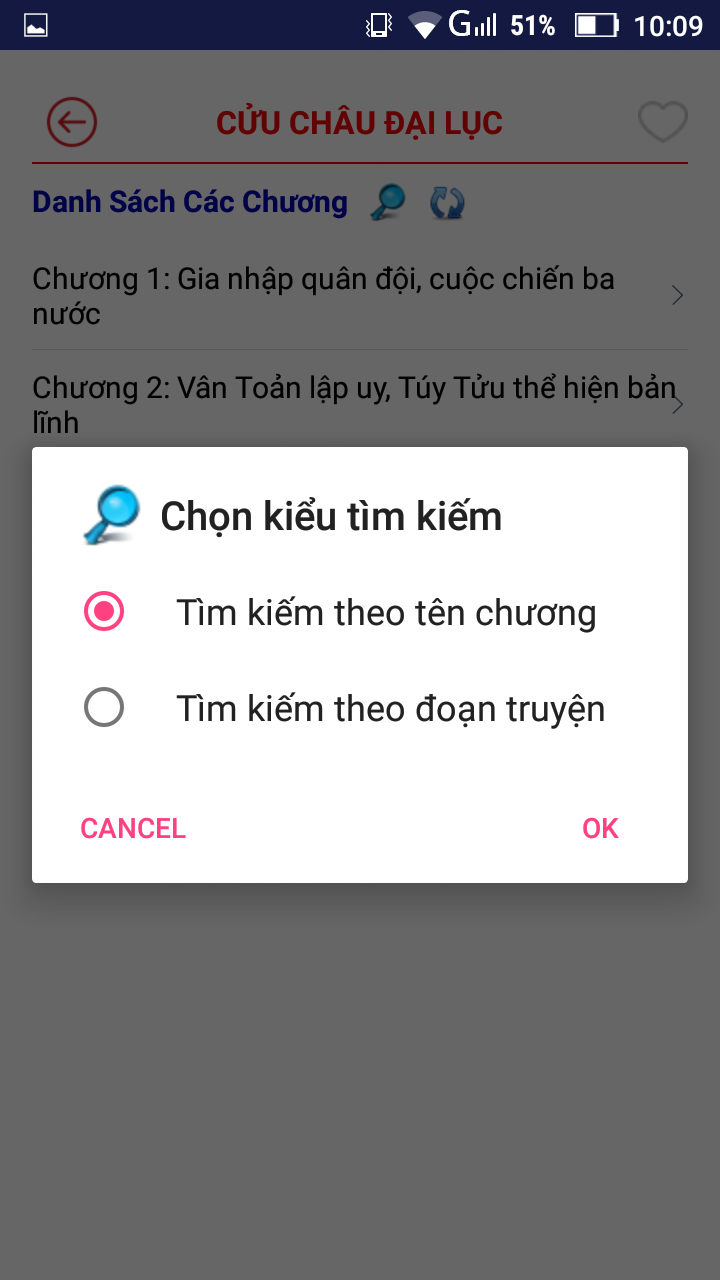 G 51% 10:09
CỬU CHÂU ĐẠI LỤC
Danh Sách Các Chương
Chương 1: Gia nhập quân đội, cuộc chiến ba
nước
Chương 2: Vân Toản lập uy, Túy Tửu thể hiện bản
lĩnh
Chọn kiểu tìm kiếm
Tìm kiếm theo tên chương
Tìm kiếm theo đoạn truyện
CANCEL OK